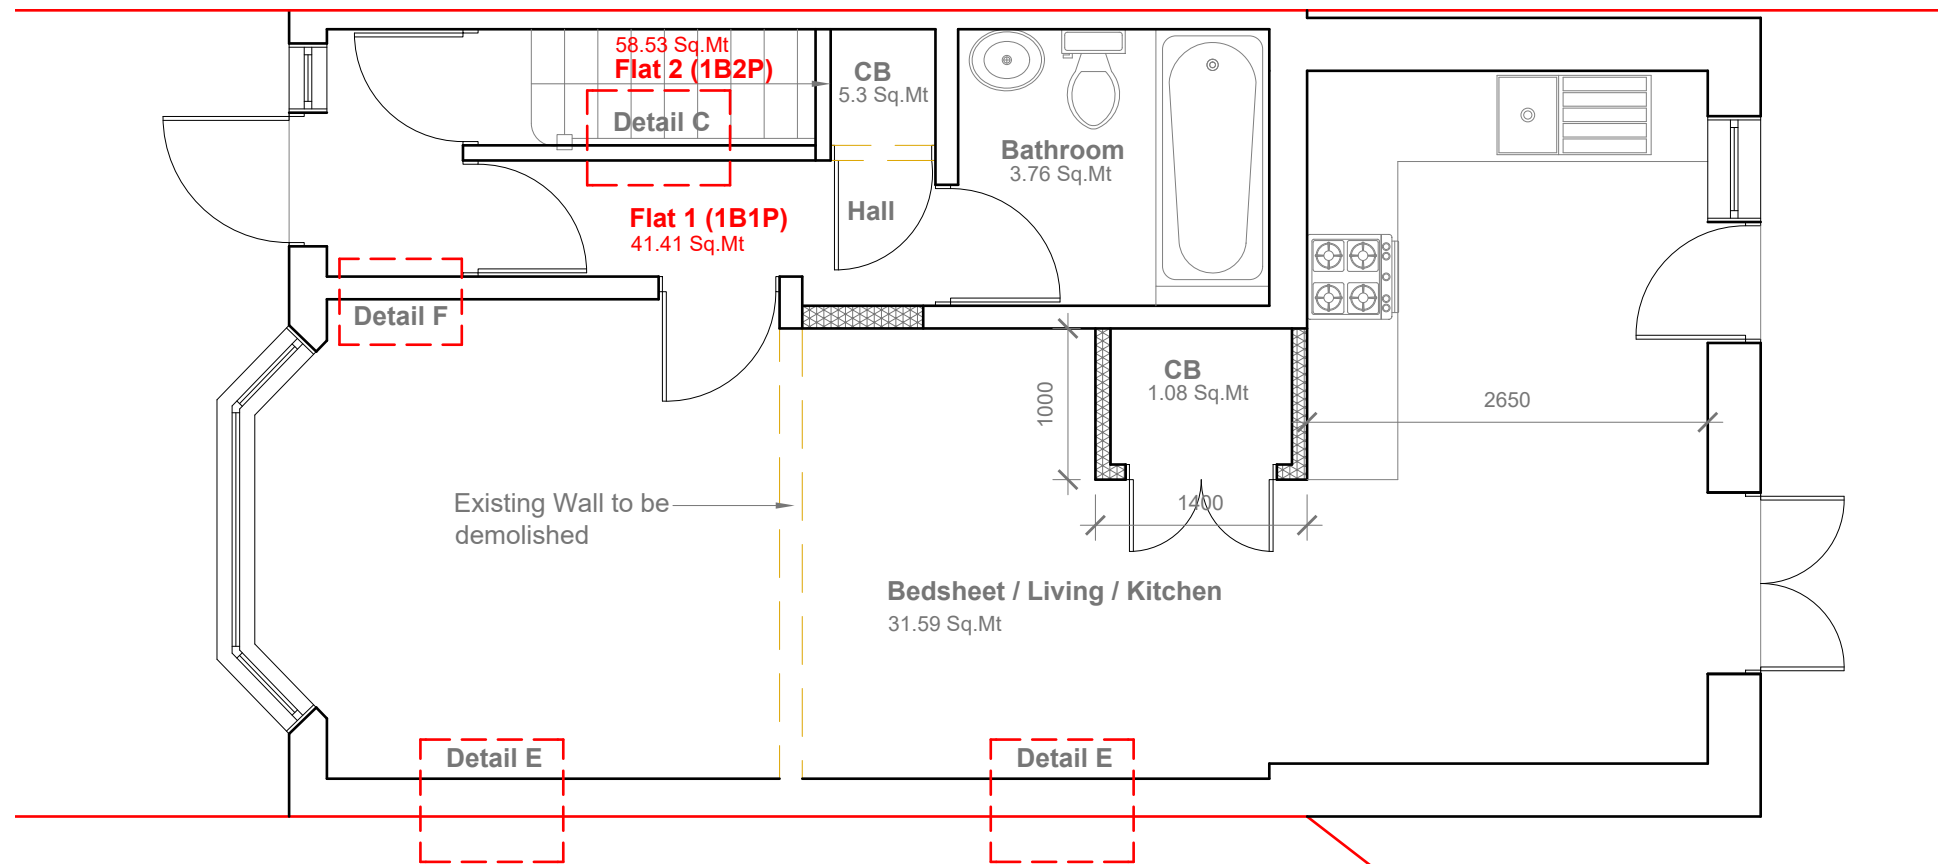 58.53 Sq.Mt
Flat 2 (1B2P)
CB
5.3 Sq.Mt
Detail C
Bathroom
3.76 Sq.Mt
Hall
Flat 1 (1B1P)
41.41 Sq.Mt
Detail F
CB
1.08 Sq.Mt
1000
2650
1400
Existing Wall to be
demolished
Bedsheet / Living / Kitchen
31.59 Sq.Mt
Detail E
Detail E